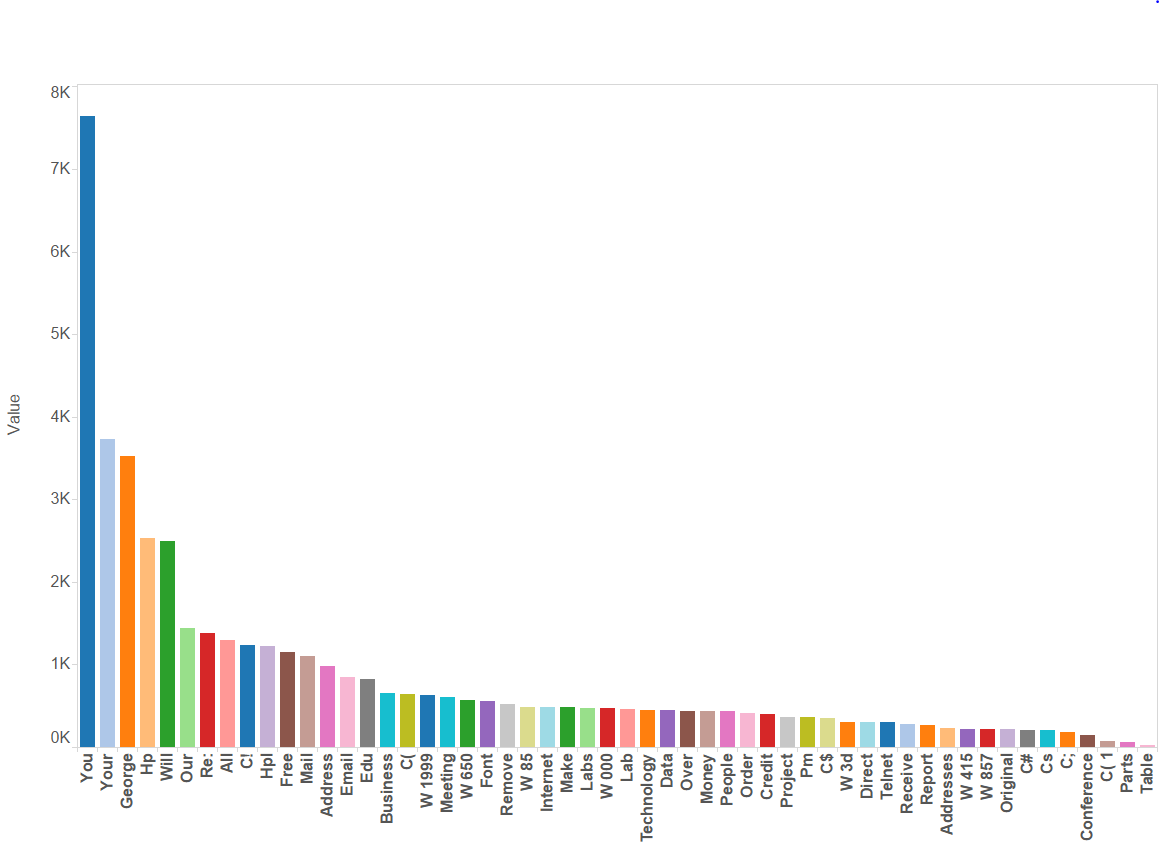 8K
7K
6K
5K
4K
3K
2K
1K
0K
Value
You
Your
George
Hp
Will
Our
Re:
All
C!
Hpl
Free
Mail
Address
Email
Edu
Business
C(
W 1999
Meeting
W 650
Font
Remove
W 85
Internet
Make
Labs
W 000
Lab
Technology
Data
Over
Money
People
Order
Credit
Project
Pm
C$
W 3d
Direct
Telnet
Receive
Report
Addresses
W 415
W 857
Original
C#
Cs
C;
Conference
C( 1
Parts
Table